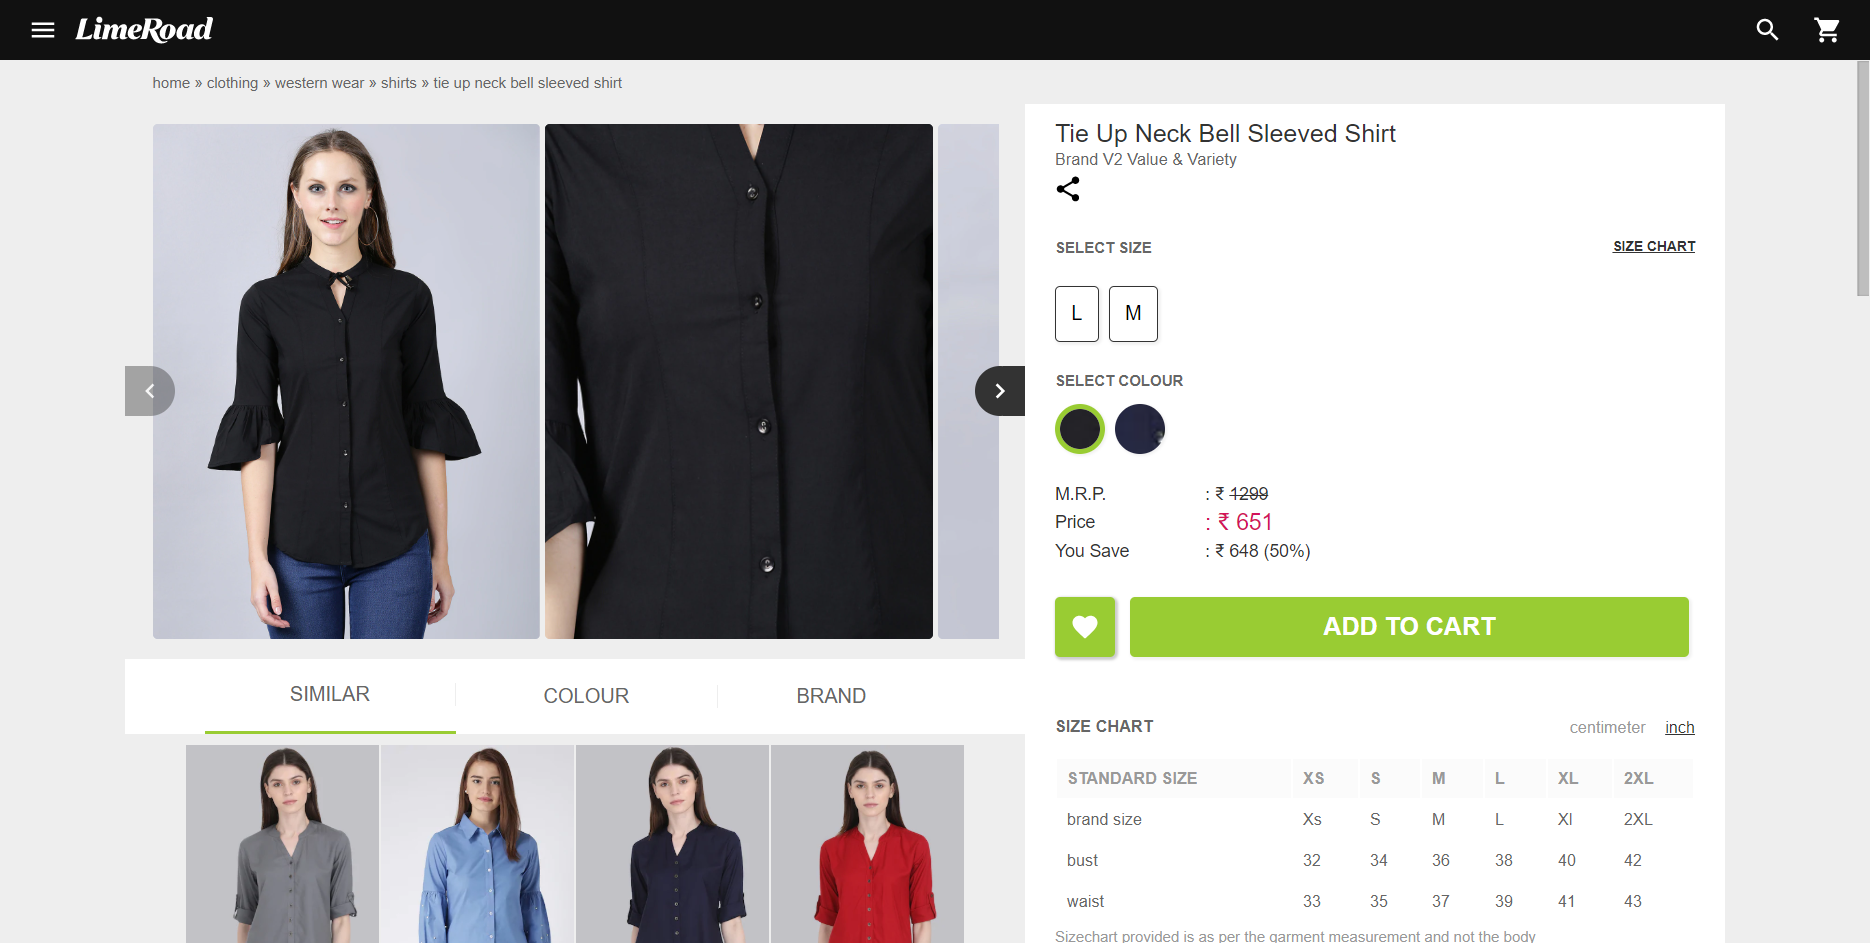 LimeRoad
home » clothing » western wear » shirts » tie up neck bell sleeved shirt
Tie Up Neck Bell Sleeved Shirt
Brand V2 Value & Variety
SELECT SIZE
SIZE CHART
L M
SELECT COLOUR
M.R.P. : ₹ 1299
Price : ₹ 651
You Save : ₹ 648 (50%)
ADD TO CART
SIMILAR COLOUR BRAND
SIZE CHART centimeter inch
STANDARD SIZE XS S M L XL 2XL
brand size Xs S M L Xl 2XL
bust 32 34 36 38 40 42
waist 33 35 37 39 41 43
Sizechart provided is as per the garment measurement and not the body